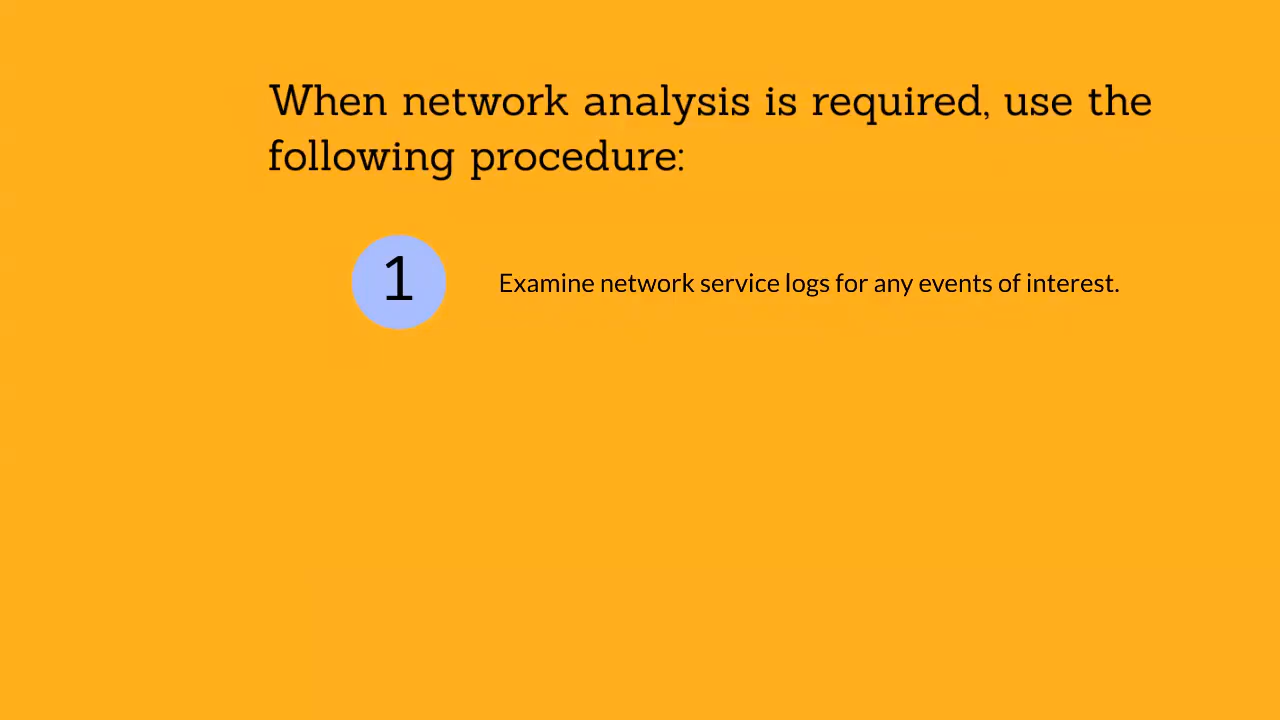 When network analysis is required, use the
following procedure:
1
Examine network service logs for any events of interest.